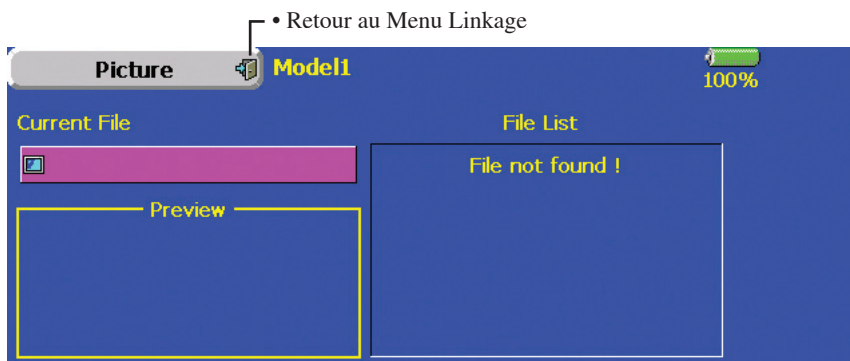 • Retour au Menu Linkage
Picture Model1
100%
Current File
File List
File not found !
Preview